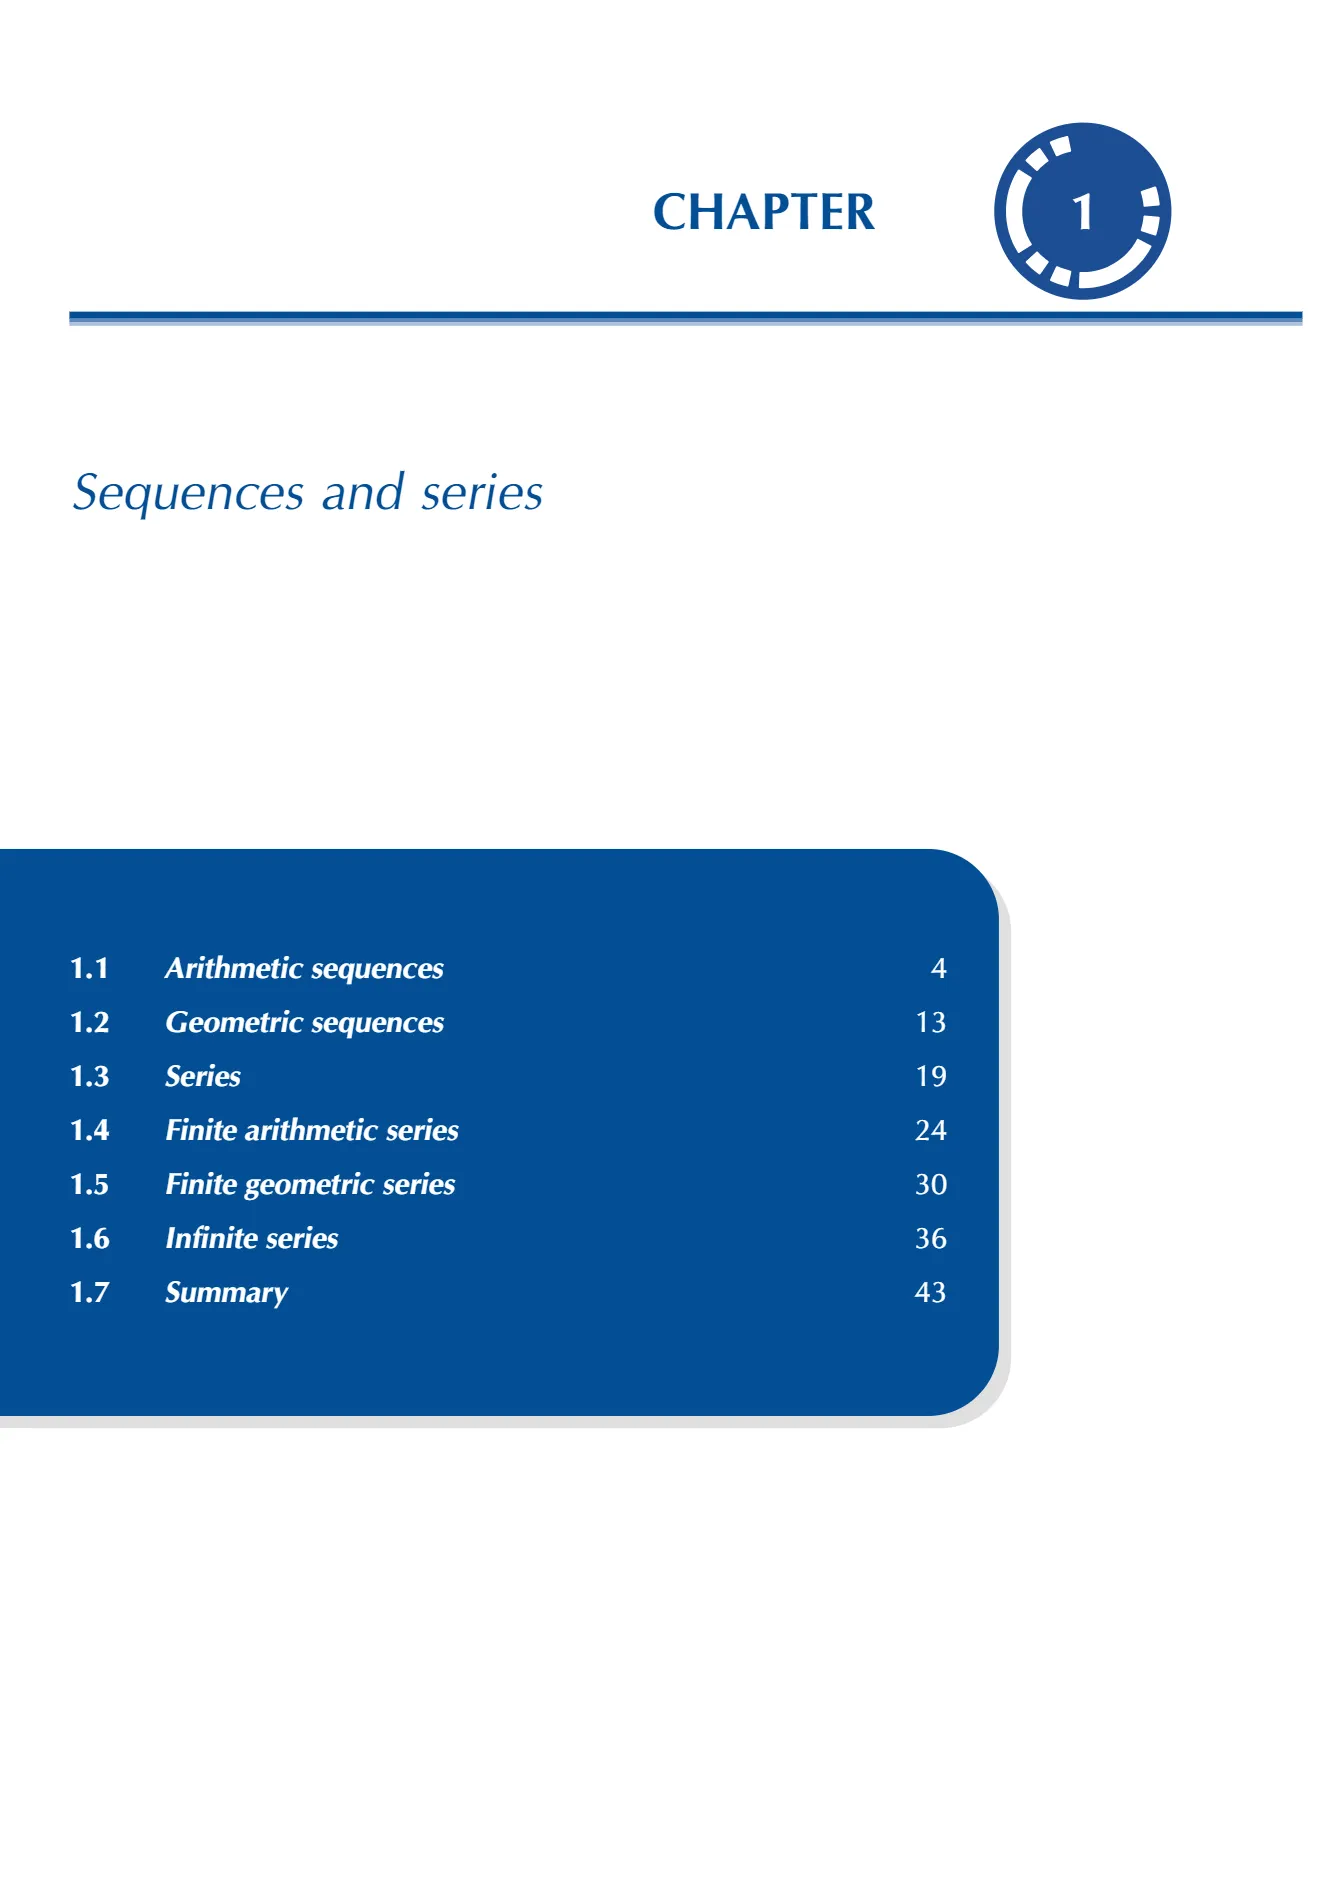 CHAPTER 1
Sequences and series
1.1 Arithmetic sequences 4
1.2 Geometric sequences 13
1.3 Series 19
1.4 Finite arithmetic series 24
1.5 Finite geometric series 30
1.6 Infinite series 36
1.7 Summary 43